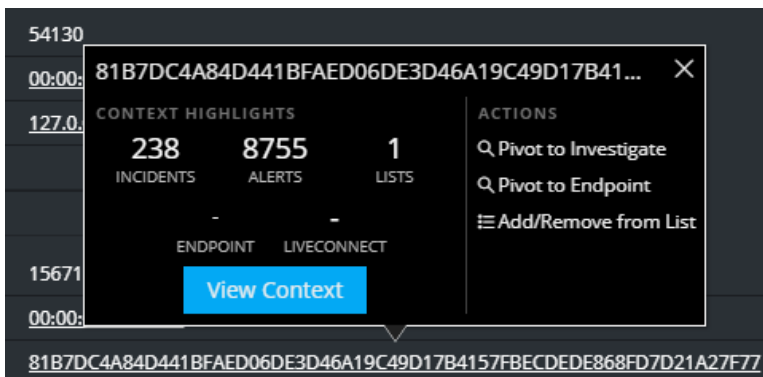 54130
00:00:
127.0.
81B7DC4A84D441BFAED06DE3D46A19C49D17B41...
CONTEXT HIGHLIGHTS
238 8755 1
INCIDENTS ALERTS LISTS
- -
ENDPOINT LIVECONNECT
View Context
ACTIONS
Pivot to Investigate
Pivot to Endpoint
Add/Remove from List
15671
00:00:
81B7DC4A84D441BFAED06DE3D46A19C49D17B4157FBECDEDE868FD7D21A27F77